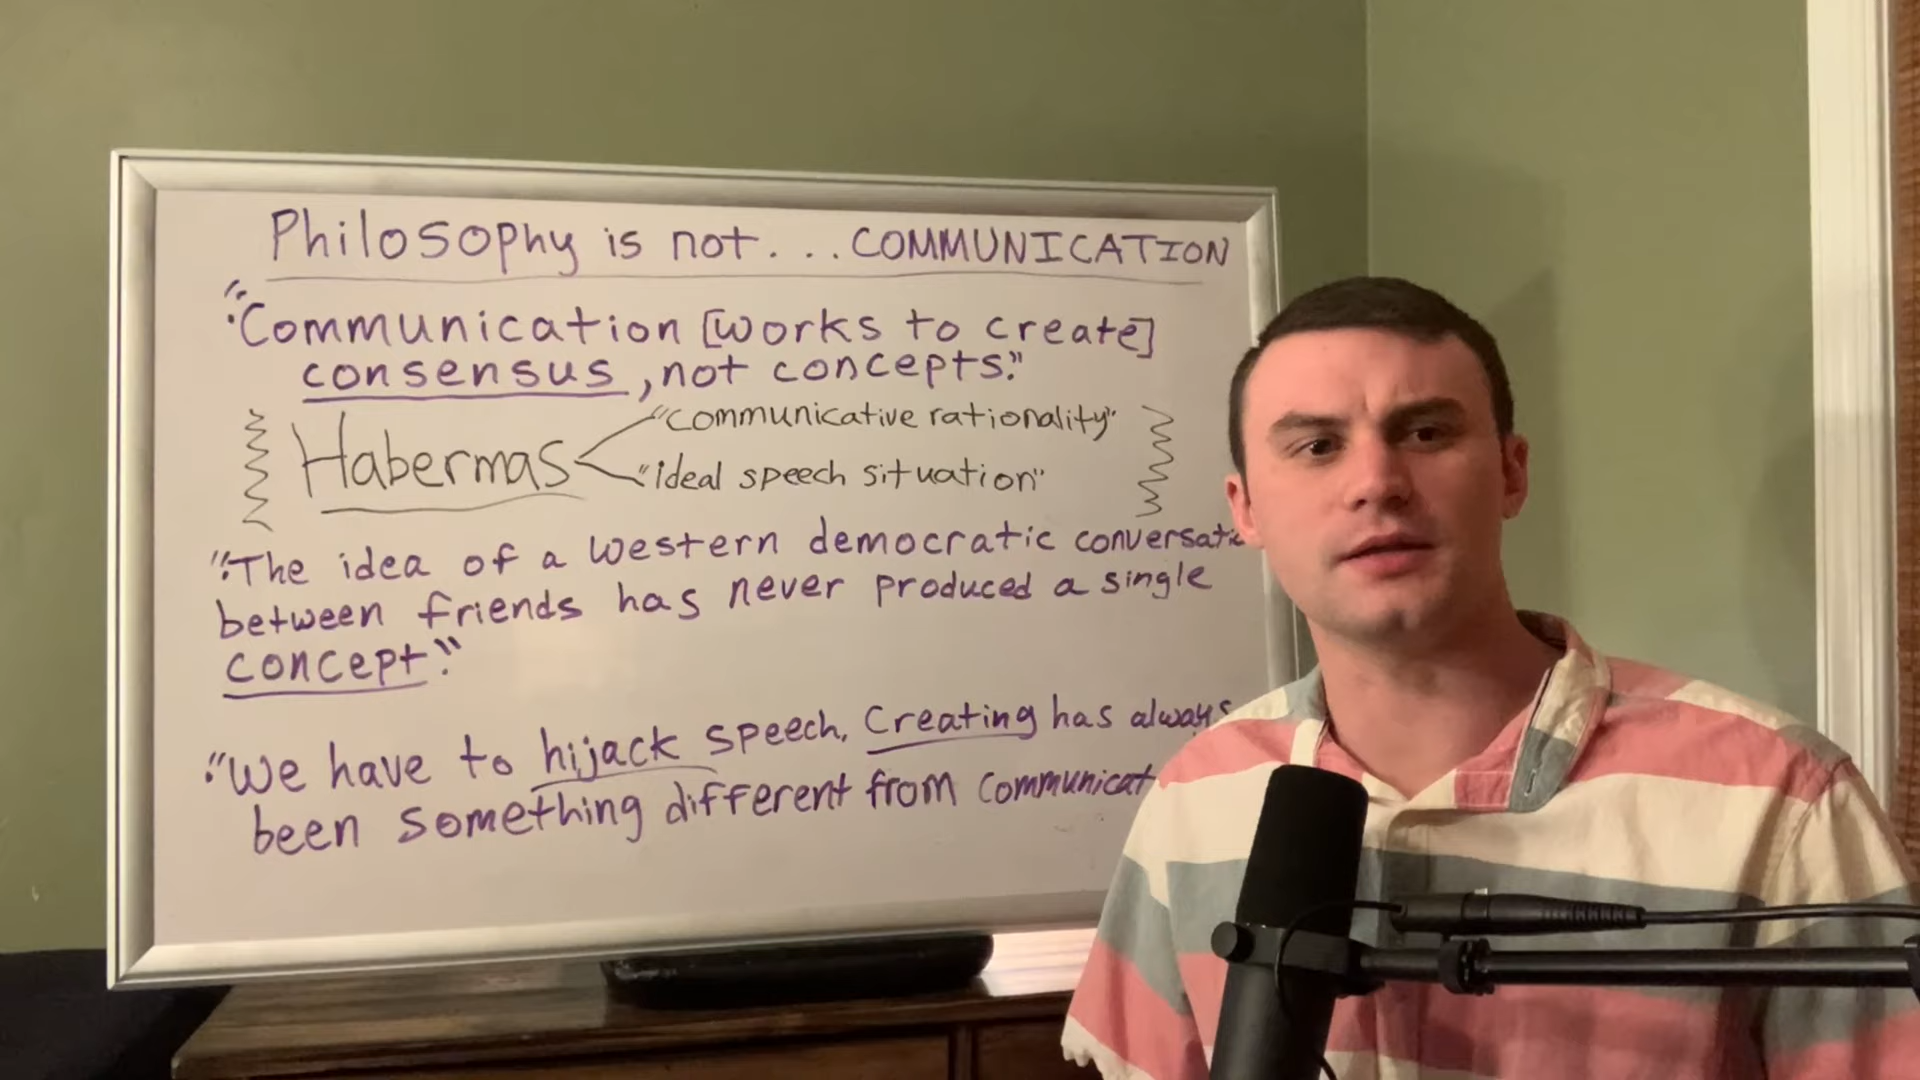 Philosophy is not...COMMUNICATION
"Communication [works to create]
consensus, not concepts."
"communicative rationality"
Habermas
"ideal speech situation"
"The idea of a western democratic conversati
between friends has never produced a single
concept."
"We have to hijack speech. Creating has always
been something different from communicat